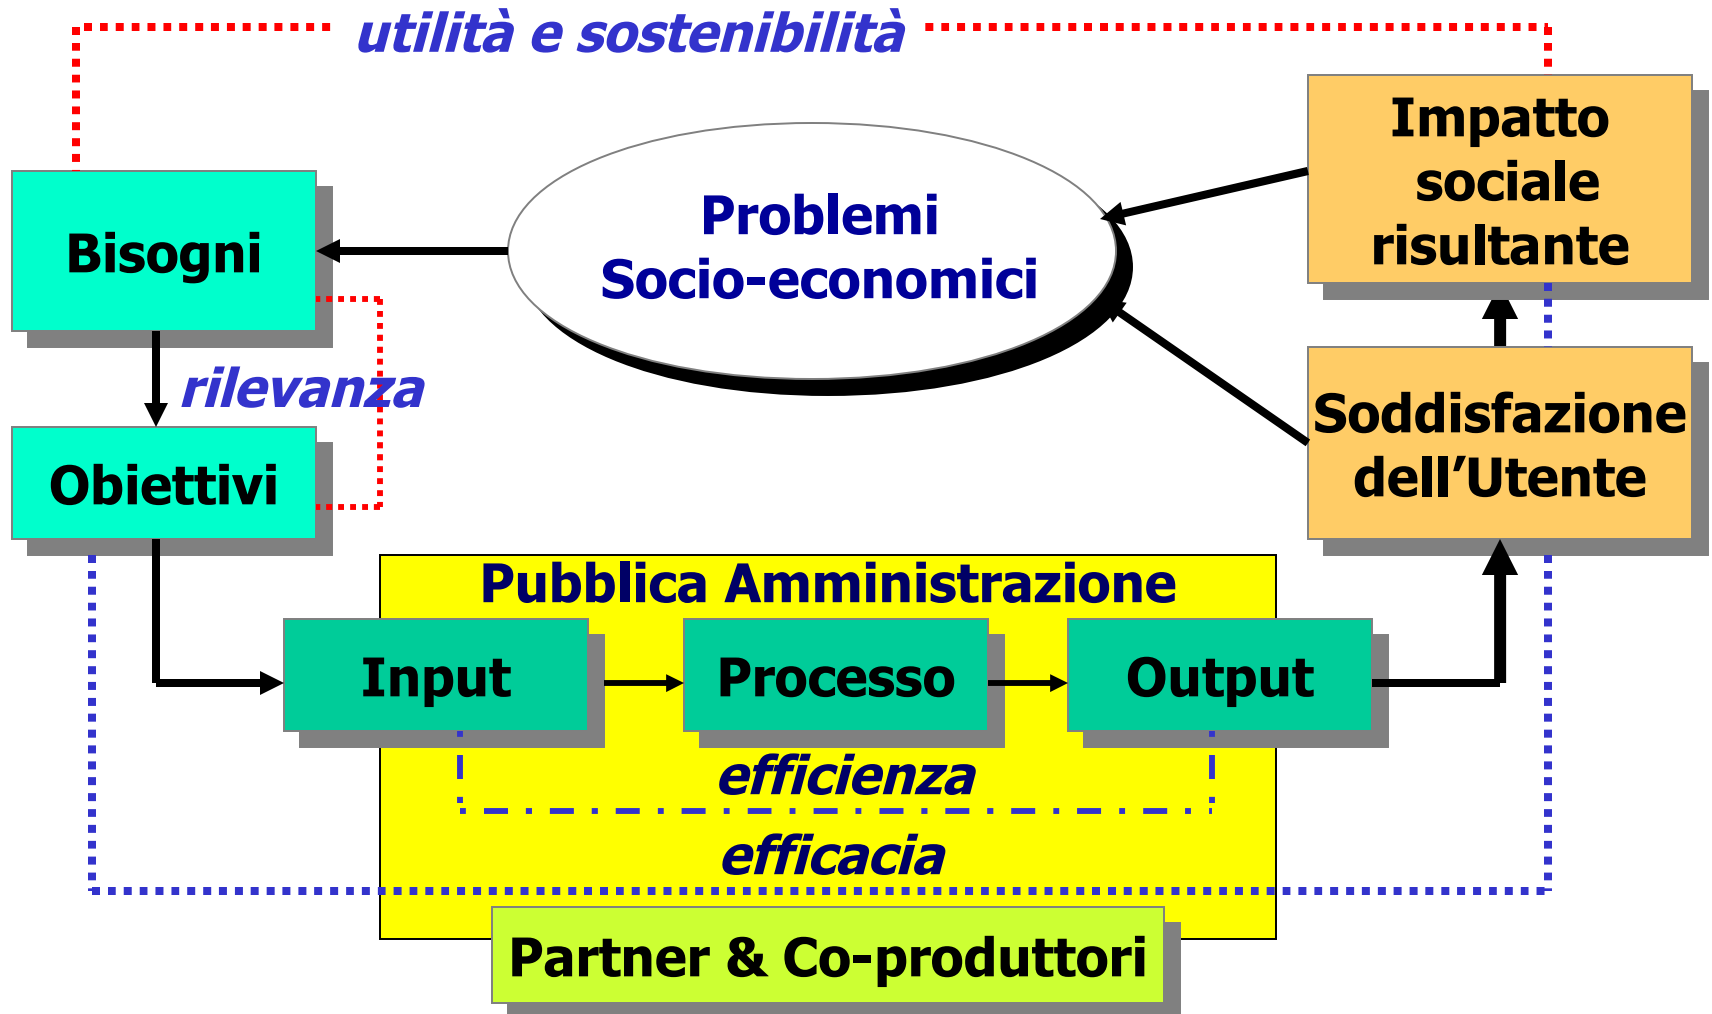 utilità e sostenibilità
Impatto
sociale
risultante
Problemi
Socio-economici
Bisogni
rilevanza
Soddisfazione
dell’Utente
Obiettivi
Pubblica Amministrazione
Input
Processo
Output
efficienza
efficacia
Partner & Co-produttori